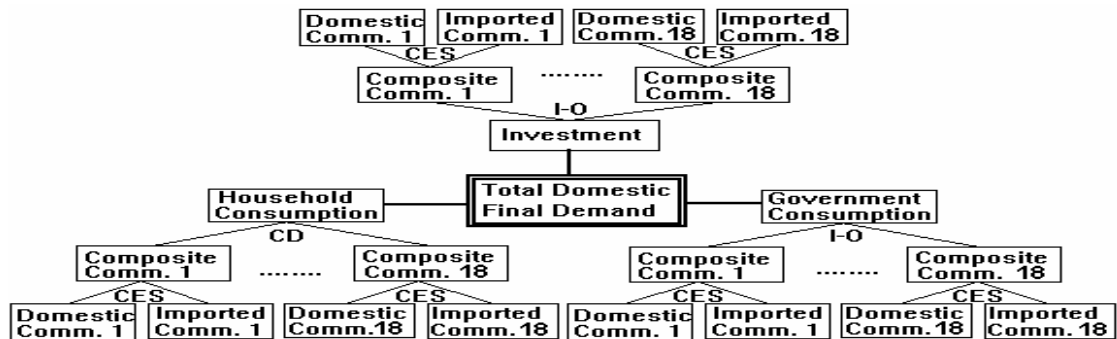 Domestic Comm. 1
Imported Comm. 1
Domestic Comm.18
Imported Comm. 18
CES
CES
Composite Comm. 1
........
Composite Comm. 18
I-O
Investment
Total Domestic Final Demand
Household Consumption
Government Consumption
CD
I-O
Composite Comm. 1
........
Composite Comm. 18
Composite Comm. 1
........
Composite Comm. 18
CES
CES
CES
CES
Domestic Comm. 1
Imported Comm. 1
Domestic Comm.18
Imported Comm. 18
Domestic Comm. 1
Imported Comm. 1
Domestic Comm. 18
Imported Comm. 18